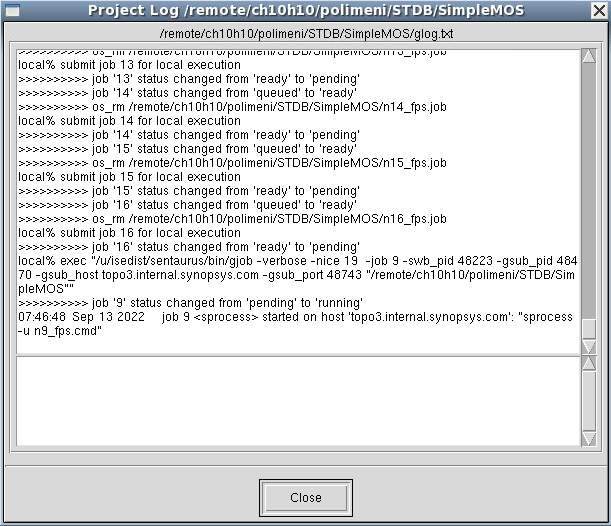 Project Log /remote/ch10h10/polimeni/STDB/SimpleMOS
/remote/ch10h10/polimeni/STDB/SimpleMOS/glog.txt
>>>>>>>>>> os_rm /remote/ch10h10/polimeni/STDB/SimpleMOS/n13_fps.job
local% submit job 13 for local execution
>>>>>>>>>> job '13' status changed from 'ready' to 'pending'
>>>>>>>>>> job '14' status changed from 'queued' to 'ready'
>>>>>>>>>> os_rm /remote/ch10h10/polimeni/STDB/SimpleMOS/n14_fps.job
local% submit job 14 for local execution
>>>>>>>>>> job '14' status changed from 'ready' to 'pending'
>>>>>>>>>> job '15' status changed from 'queued' to 'ready'
>>>>>>>>>> os_rm /remote/ch10h10/polimeni/STDB/SimpleMOS/n15_fps.job
local% submit job 15 for local execution
>>>>>>>>>> job '15' status changed from 'ready' to 'pending'
>>>>>>>>>> job '16' status changed from 'queued' to 'ready'
>>>>>>>>>> os_rm /remote/ch10h10/polimeni/STDB/SimpleMOS/n16_fps.job
local% submit job 16 for local execution
>>>>>>>>>> job '16' status changed from 'ready' to 'pending'
local% exec "/u/isedist/sentaurus/bin/gjob -verbose -nice 19  -job 9 -swb_pid 48223 -gsub_pid 484
70 -gsub_host topo3.internal.synopsys.com -gsub_port 48743 "/remote/ch10h10/polimeni/STDB/Sim
pleMOS""
>>>>>>>>>> job '9' status changed from 'pending' to 'running'
07:46:48  Sep 13 2022     job 9 <sprocess> started on host 'topo3.internal.synopsys.com': "sprocess
-u n9_fps.cmd"
Close